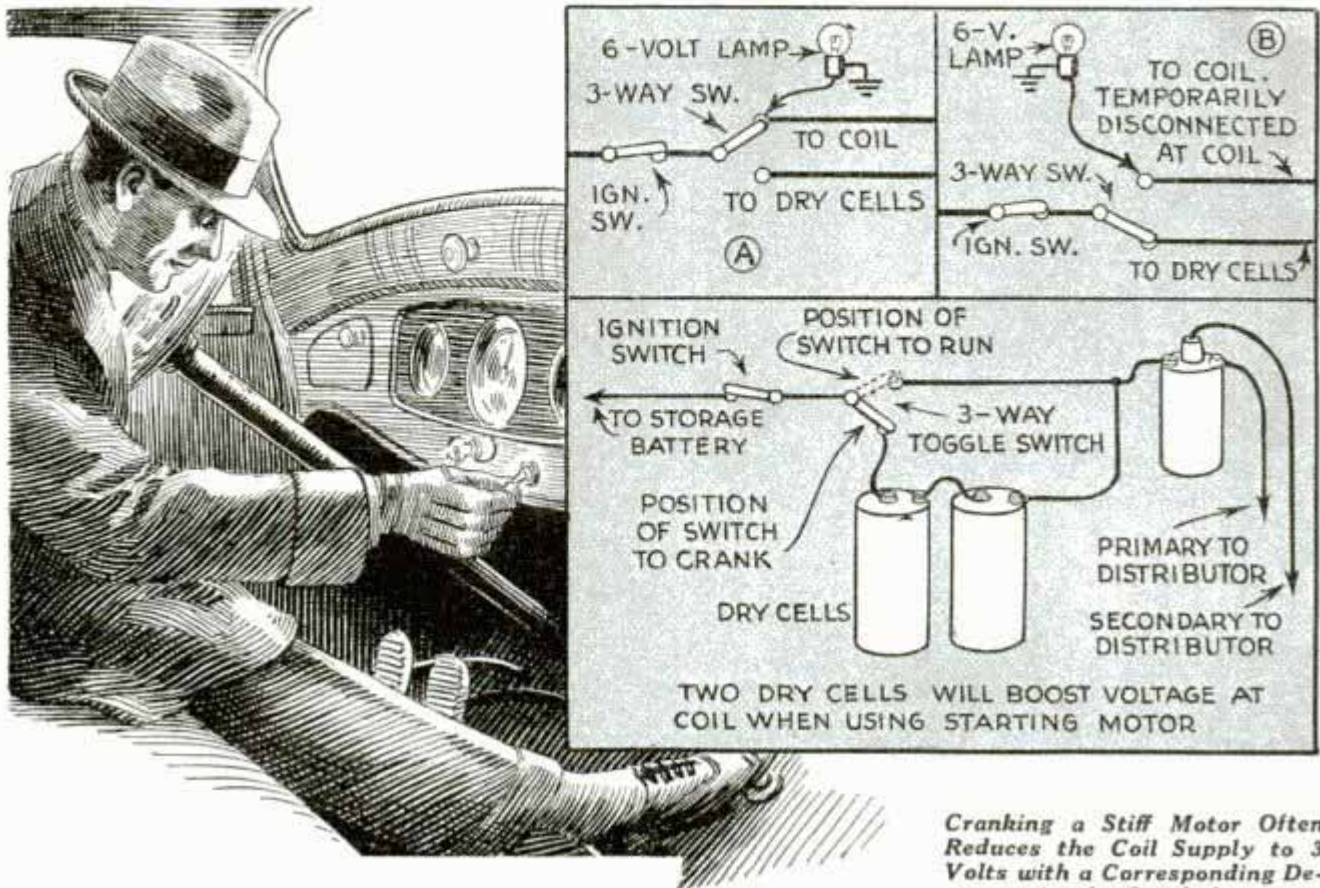 6-VOLT LAMP
3-WAY SW.
TO COIL
IGN.
SW.
TO DRY CELLS
A
6-V.
LAMP
B
TO COIL.
TEMPORARILY
DISCONNECTED
AT COIL
3-WAY SW.
IGN. SW.
TO DRY CELLS
IGNITION
SWITCH
POSITION OF
SWITCH TO RUN
TO STORAGE
BATTERY
3-WAY
TOGGLE SWITCH
POSITION
OF SWITCH
TO CRANK
DRY CELLS
PRIMARY TO
DISTRIBUTOR
SECONDARY TO
DISTRIBUTOR
TWO DRY CELLS WILL BOOST VOLTAGE AT
COIL WHEN USING STARTING MOTOR
Cranking a Stiff Motor Often
Reduces the Coil Supply to 3
Volts with a Corresponding De-